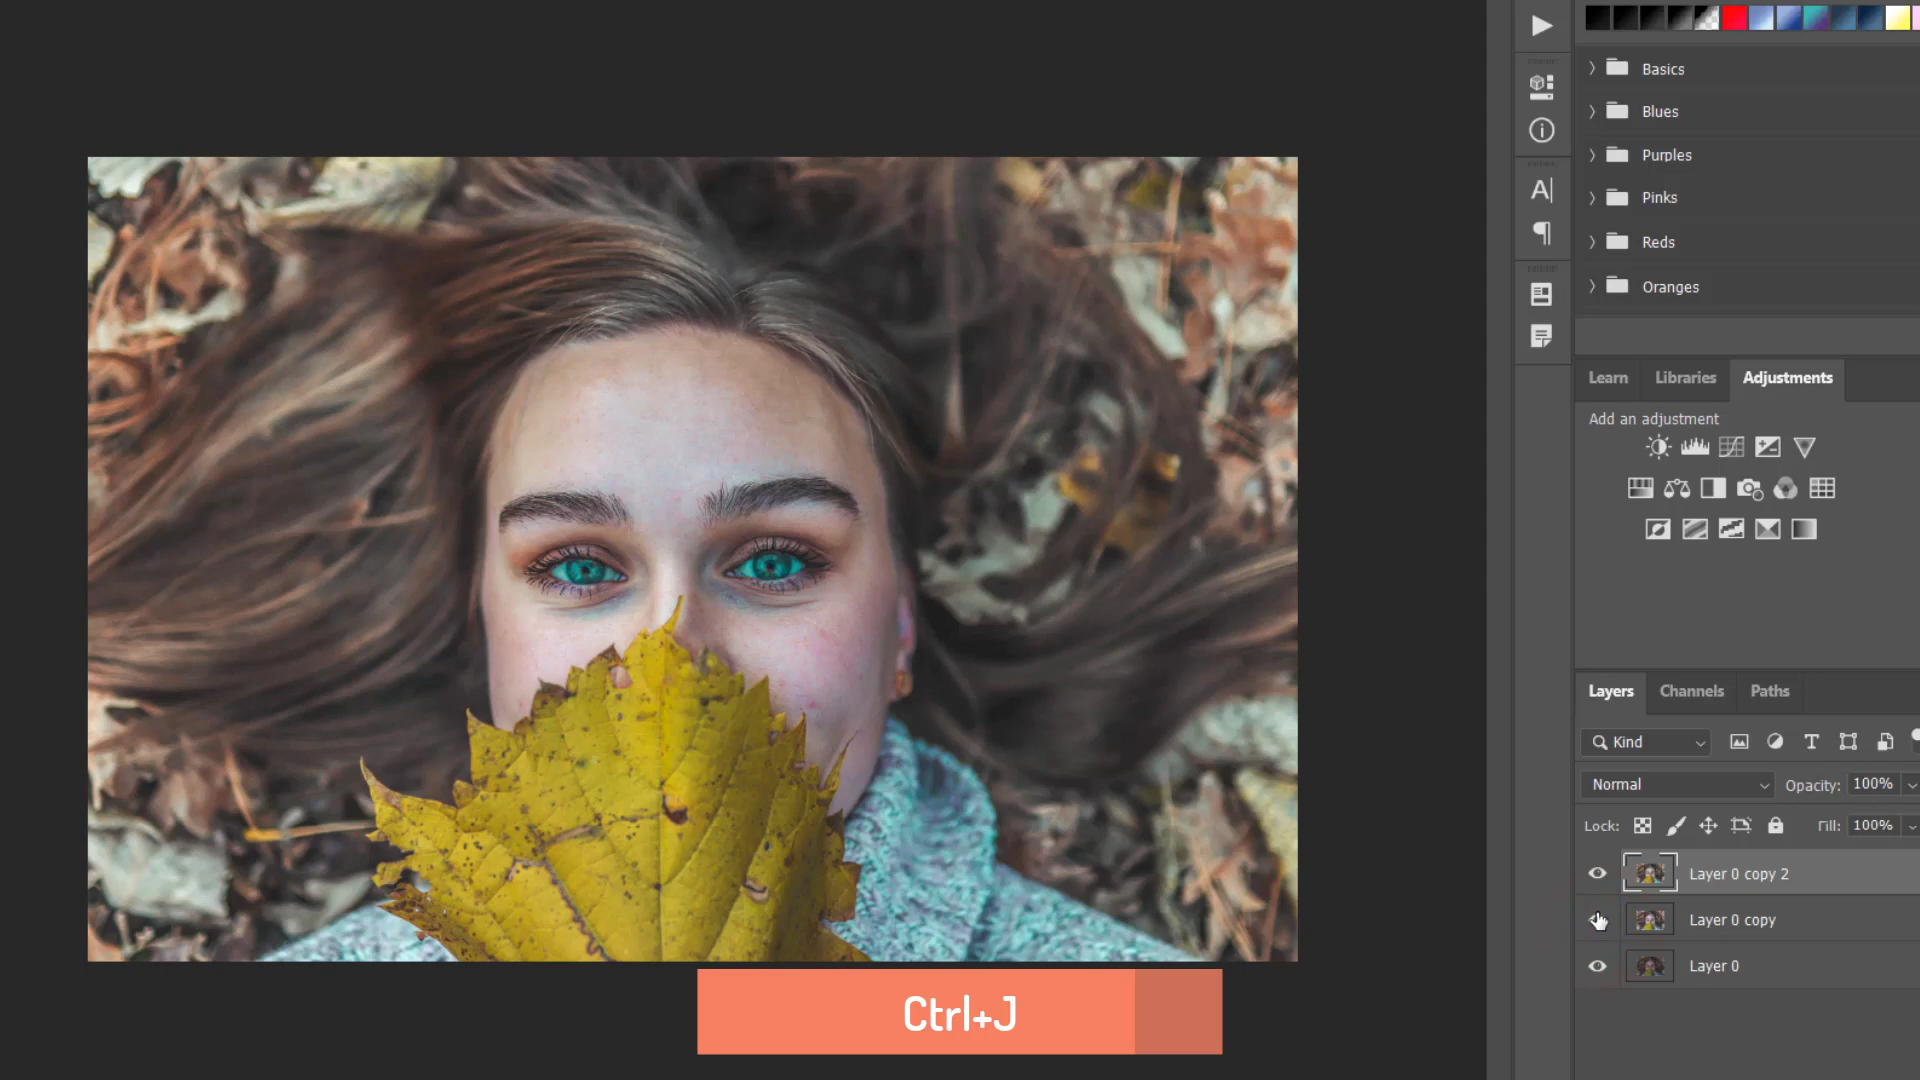 Basics
Blues
Purples
Pinks
Reds
Oranges
Learn Libraries Adjustments
Add an adjustment
Layers Channels Paths
Kind
Normal Opacity: 100%
Lock: Fill: 100%
Layer 0 copy 2
Layer 0 copy
Layer 0
Ctrl+J